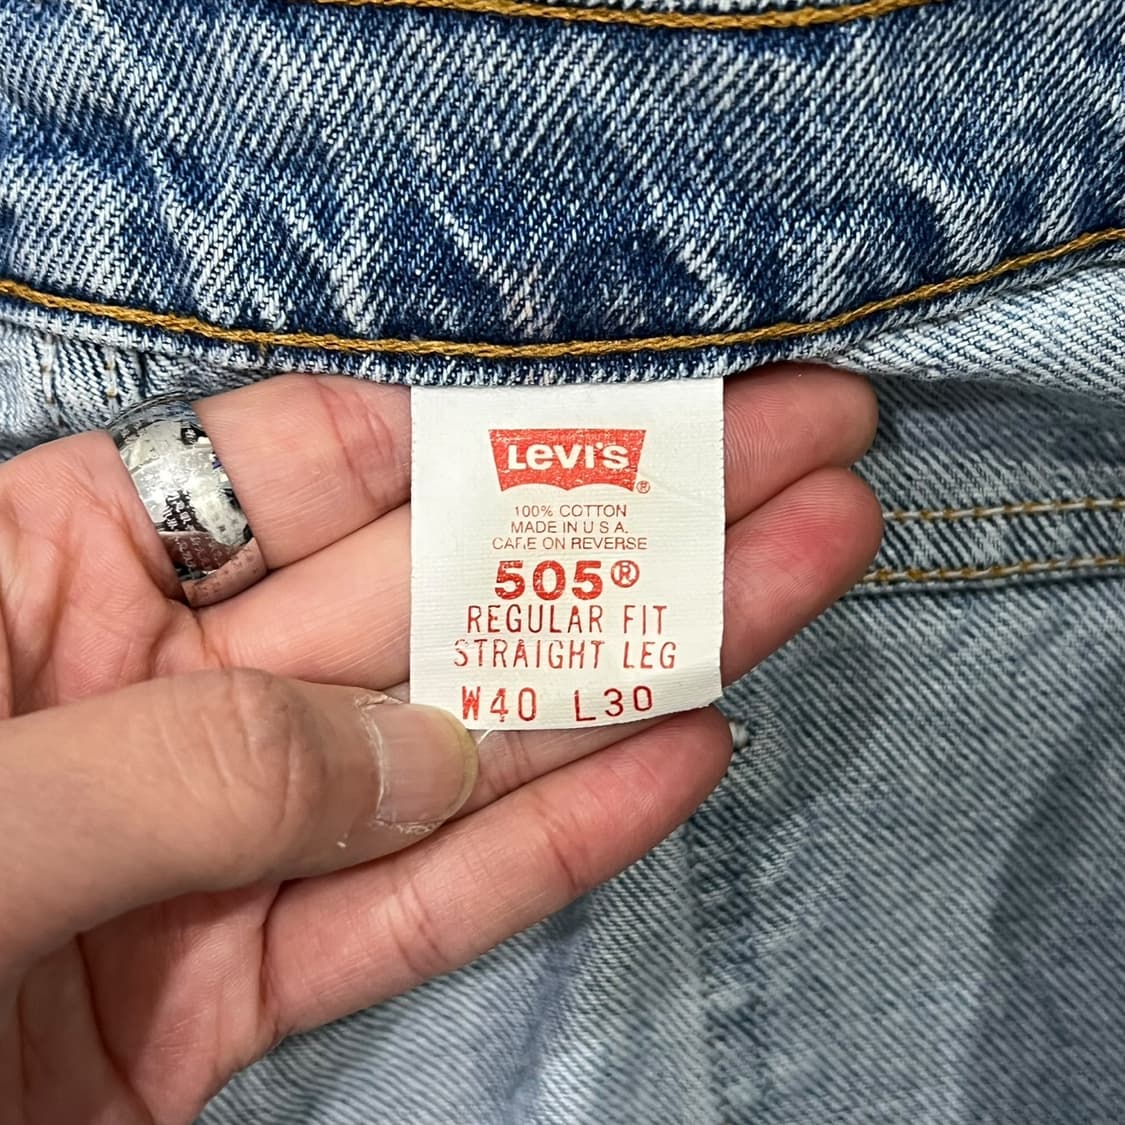 Levi's®
100% COTTON
MADE IN U S A.
CARE ON REVERSE
505®
REGULAR FIT
STRAIGHT LEG
W40 L30